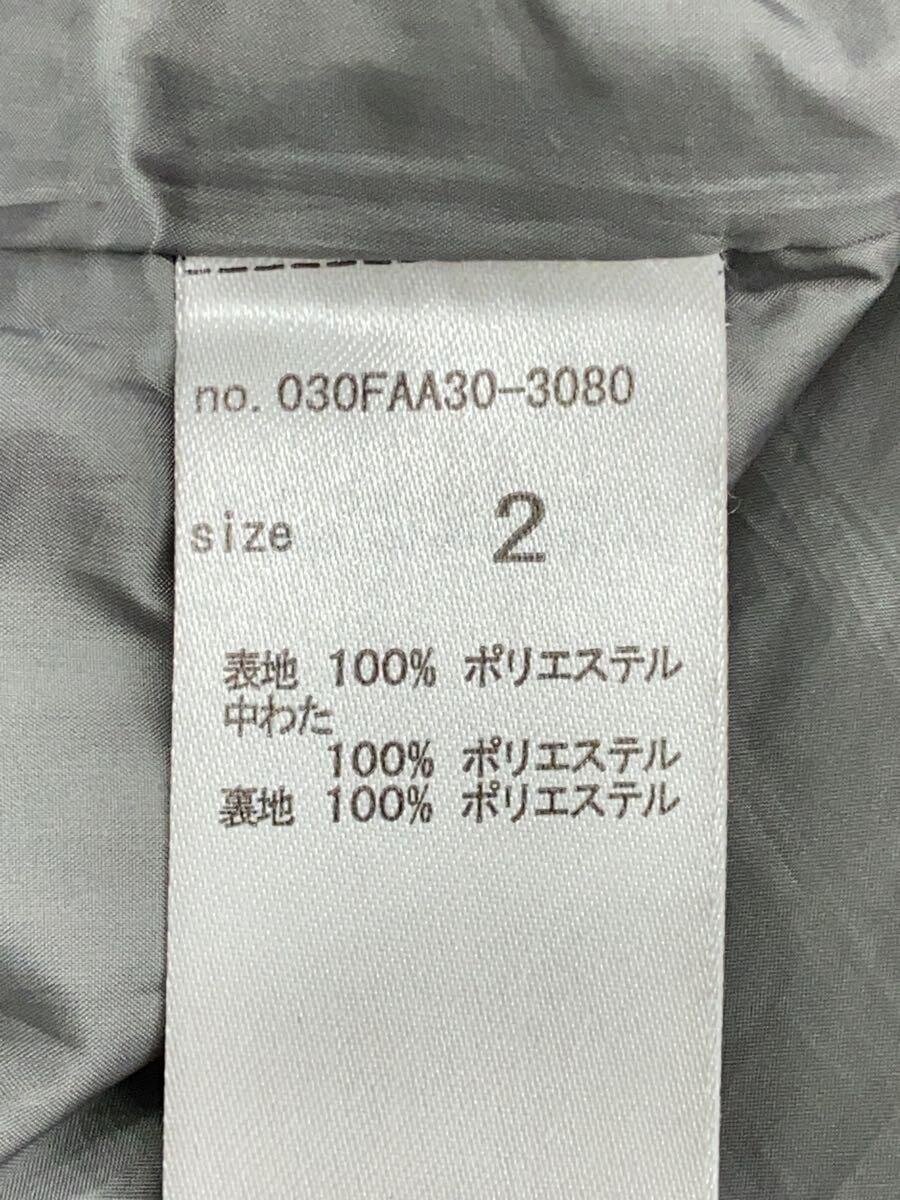 no. 030FAA30-3080
size 2
表地 100% ポリエステル
中わた
100% ポリエステル
裏地 100% ポリエステル